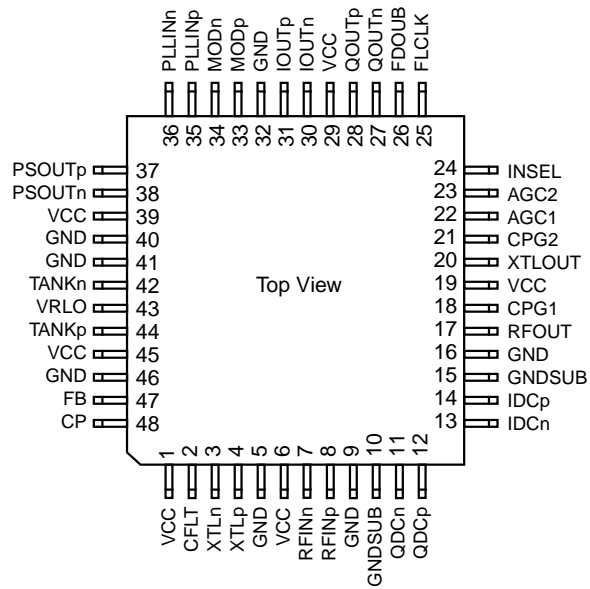 PLLINn
PLLINp
MODn
MODp
GND
IOUTp
IOUTn
VCC
QOUTp
QOUTn
FDOUB
FLCLK
36 35 34 33 32 31 30 29 28 27 26 25
PSOUTp 37 24 INSEL
PSOUTn 38 23 AGC2
VCC 39 22 AGC1
GND 40 21 CPG2
GND 41 20 XTLOUT
TANKn 42 Top View 19 VCC
VRLO 43 18 CPG1
TANKp 44 17 RFOUT
VCC 45 16 GND
GND 46 15 GNDSUB
FB 47 14 IDCp
CP 48 13 IDCn
1 2 3 4 5 6 7 8 9 10 11 12
VCC
CFLT
XTLn
XTLp
GND
VCC
RFINn
RFINp
GND
GNDSUB
QDCn
QDCp